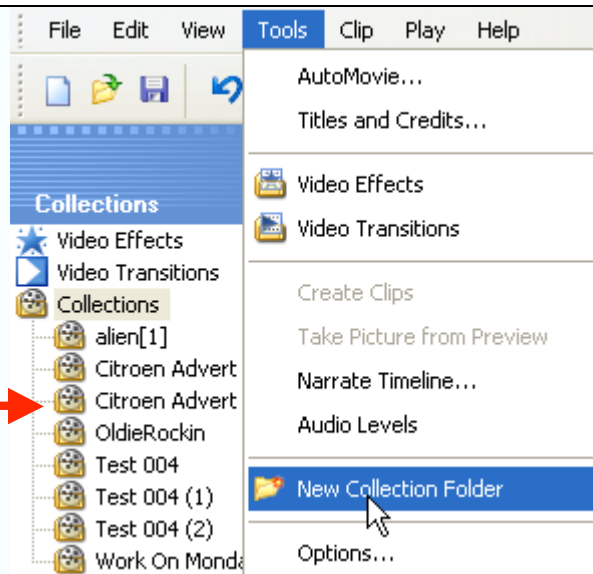 File Edit View Tools Clip Play Help
AutoMovie...
Titles and Credits...
Video Effects
Video Transitions
Create Clips
Take Picture from Preview
Narrate Timeline...
Audio Levels
New Collection Folder
Options...
Collections
Video Effects
Video Transitions
Collections
alien[1]
Citroen Advert
Citroen Advert
OldieRockin
Test 004
Test 004 (1)
Test 004 (2)
Work On Monda